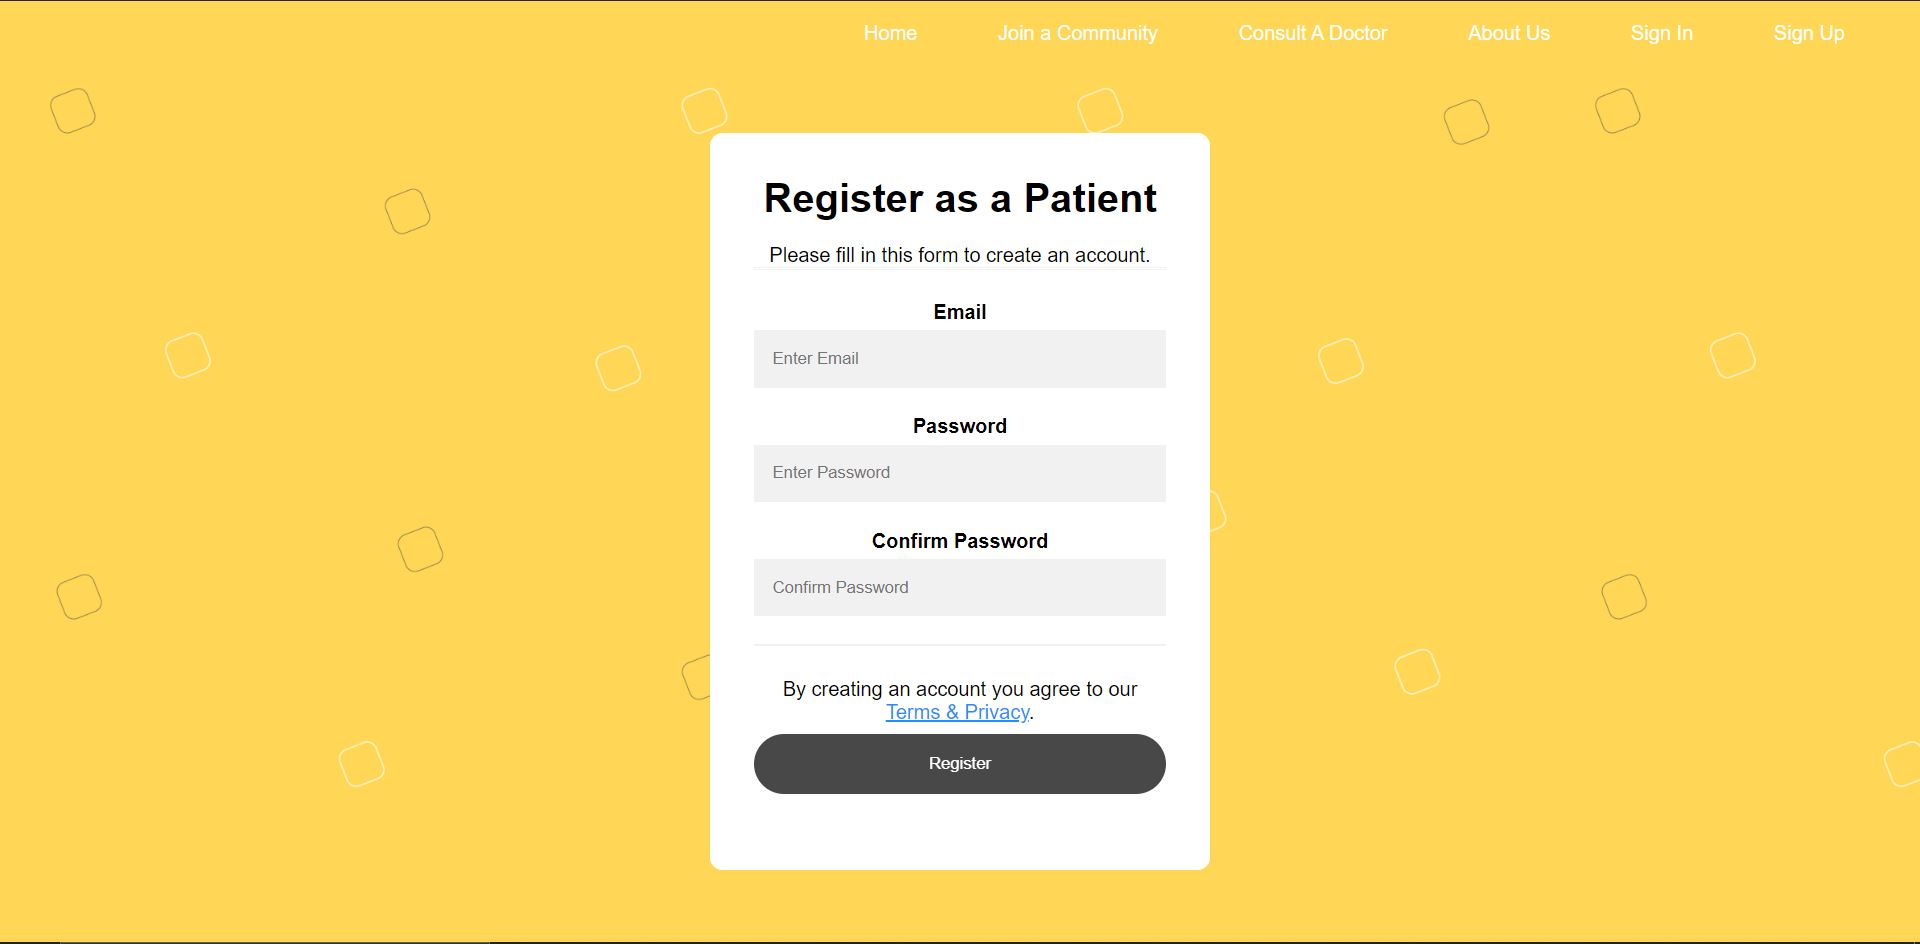 Home Join a Community Consult A Doctor About Us Sign In Sign Up
Register as a Patient
Please fill in this form to create an account.
Email
Enter Email
Password
Enter Password
Confirm Password
Confirm Password
By creating an account you agree to our
Terms & Privacy.
Register